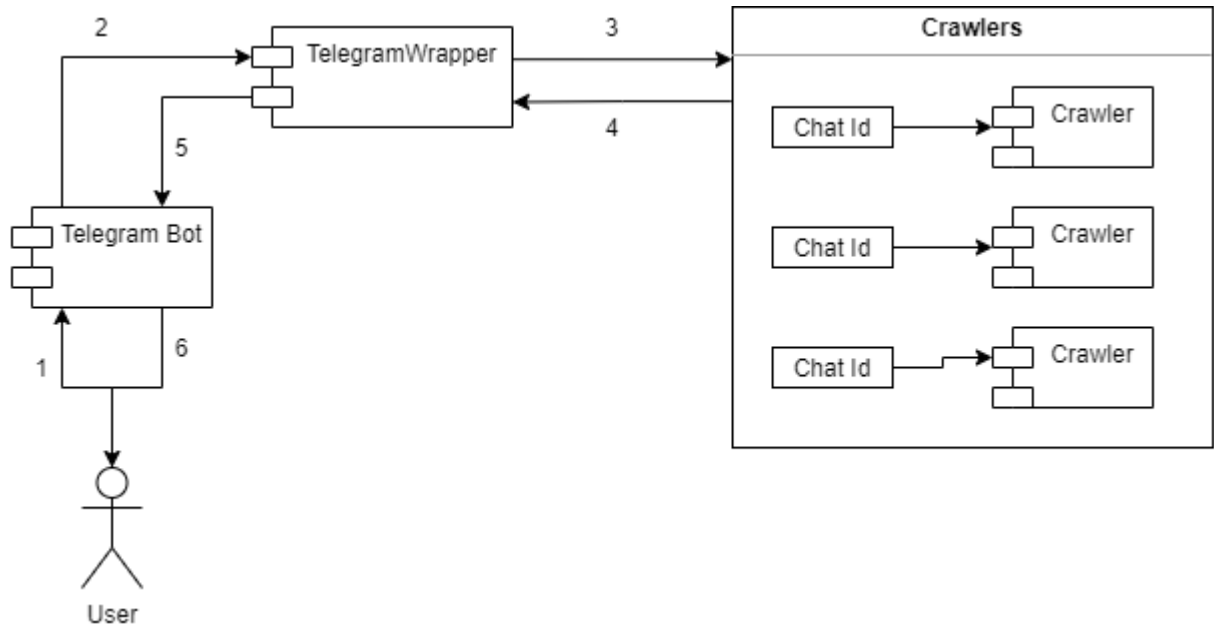 2
TelegramWrapper
3
Crawlers
4
5
Chat Id
Crawler
Telegram Bot
Chat Id
Crawler
1
6
Chat Id
Crawler
User